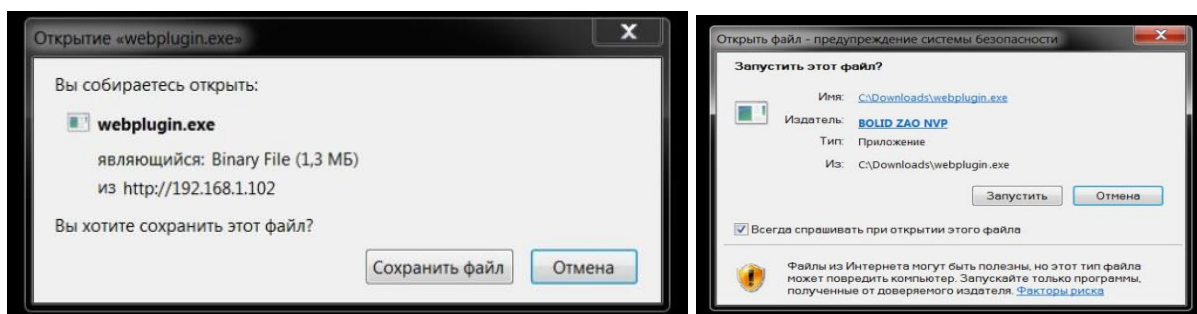 Открытие «webplugin.exe»
X
Вы собираетесь открыть:
webplugin.exe
являющийся: Binary File (1,3 МБ)
из http://192.168.1.102
Вы хотите сохранить этот файл?
Сохранить файл
Отмена
Открыть файл - предупреждение системы безопасности
X
Запустить этот файл?
Имя: C:\Downloads\webplugin.exe
Издатель: BOLID ZAO NVP
Тип: Приложение
Из: C:\Downloads\webplugin.exe
Запустить
Отмена
Всегда спрашивать при открытии этого файла
Файлы из Интернета могут быть полезны, но этот тип файла
может повредить компьютер. Запускайте только программы,
полученные от доверяемого издателя. Факторы риска